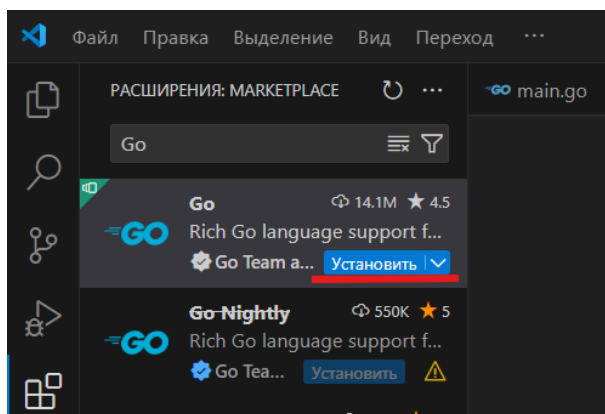 Файл Правка Выделение Вид Переход ...
РАСШИРЕНИЯ: MARKETPLACE ...
GO main.go
Go
Go 14.1M ★ 4.5
GO Rich Go language support f...
Go Team a... Установить
Go Nightly 550K ★ 5
GO Rich Go language support f...
Go Tea... Установить